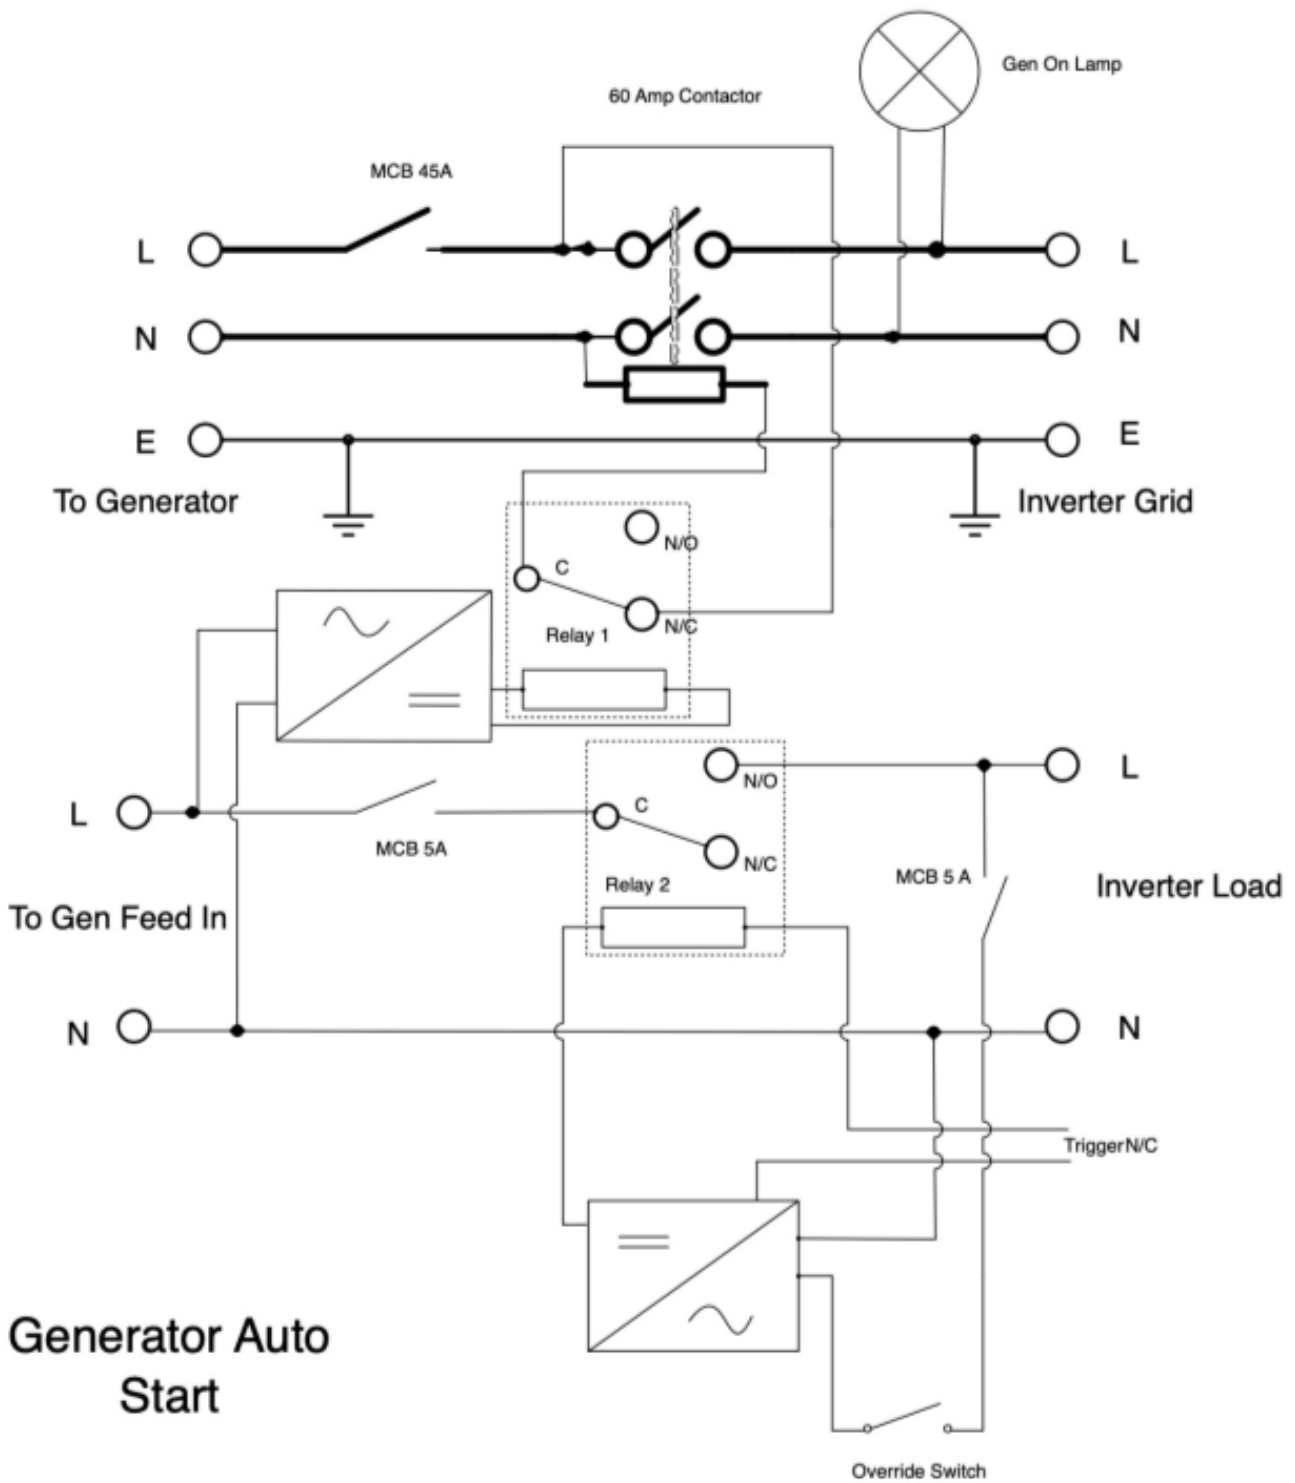 Gen On Lamp
60 Amp Contactor
MCB 45A
L
L
N
N
E
E
To Generator
Inverter Grid
N/O
C
N/C
Relay 1
L
N/O
L
C
MCB 5A
N/C
MCB 5 A
Relay 2
Inverter Load
To Gen Feed In
N
N
TriggerN/C
Generator Auto
Start
Override Switch